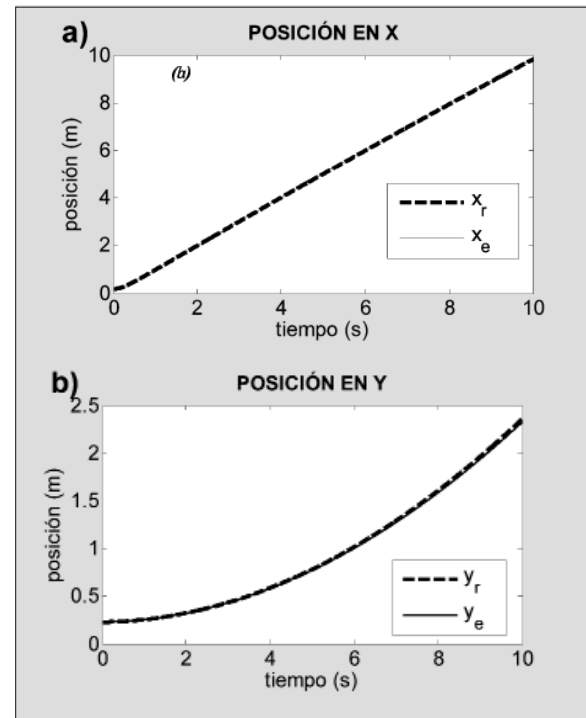 a)
POSICIÓN EN X
(b)
10
8
6
4
2
0
posición (m)
x_r
x_e
0 2 4 6 8 10
tiempo (s)
b)
POSICIÓN EN Y
2.5
2
1.5
1
0.5
0
posición (m)
y_r
y_e
0 2 4 6 8 10
tiempo (s)